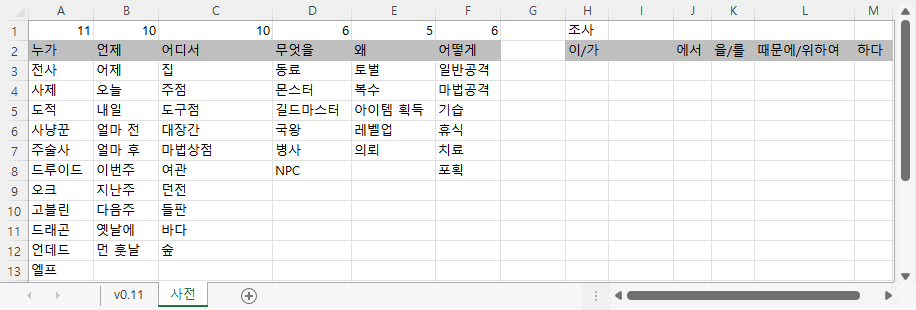 A B C D E F G H I J K L M
1 11 10 10 6 5 6 조사
2 누가 언제 어디서 무엇을 왜 어떻게 이/가 에서 을/를 때문에/위하여 하다
3 전사 어제 집 동료 토벌 일반공격
4 사제 오늘 주점 몬스터 복수 마법공격
5 도적 내일 도구점 길드마스터 아이템 획득 기습
6 사냥꾼 얼마 전 대장간 국왕 레벨업 휴식
7 주술사 얼마 후 마법상점 병사 의뢰 치료
8 드루이드 이번주 여관 NPC 포획
9 오크 지난주 던전
10 고블린 다음주 들판
11 드래곤 옛날에 바다
12 언데드 먼 훗날 숲
13 엘프
v0.11 사전